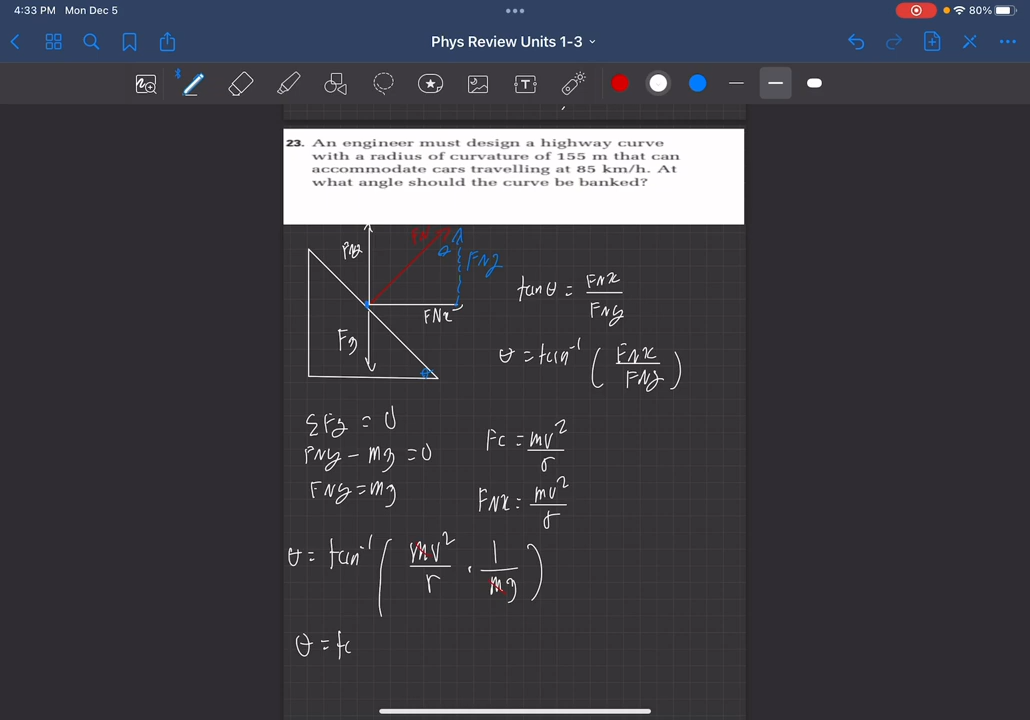 4:33 PM Mon Dec 5
80%
Phys Review Units 1-3
23. An engineer must design a highway curve
with a radius of curvature of 155 m that can
accommodate cars travelling at 85 km/h. At
what angle should the curve be banked?
FNy
FN
θ
FNy
FNx
Fg
θ
tanθ = FNx / FNy
θ = tan⁻¹ ( FNx / FNy )
ΣFy = 0
FNy - mg = 0
FNy = mg
Fc = mv² / r
FNx = mv² / r
θ = tan⁻¹ ( mv² / r · 1 / mg )
θ = ta